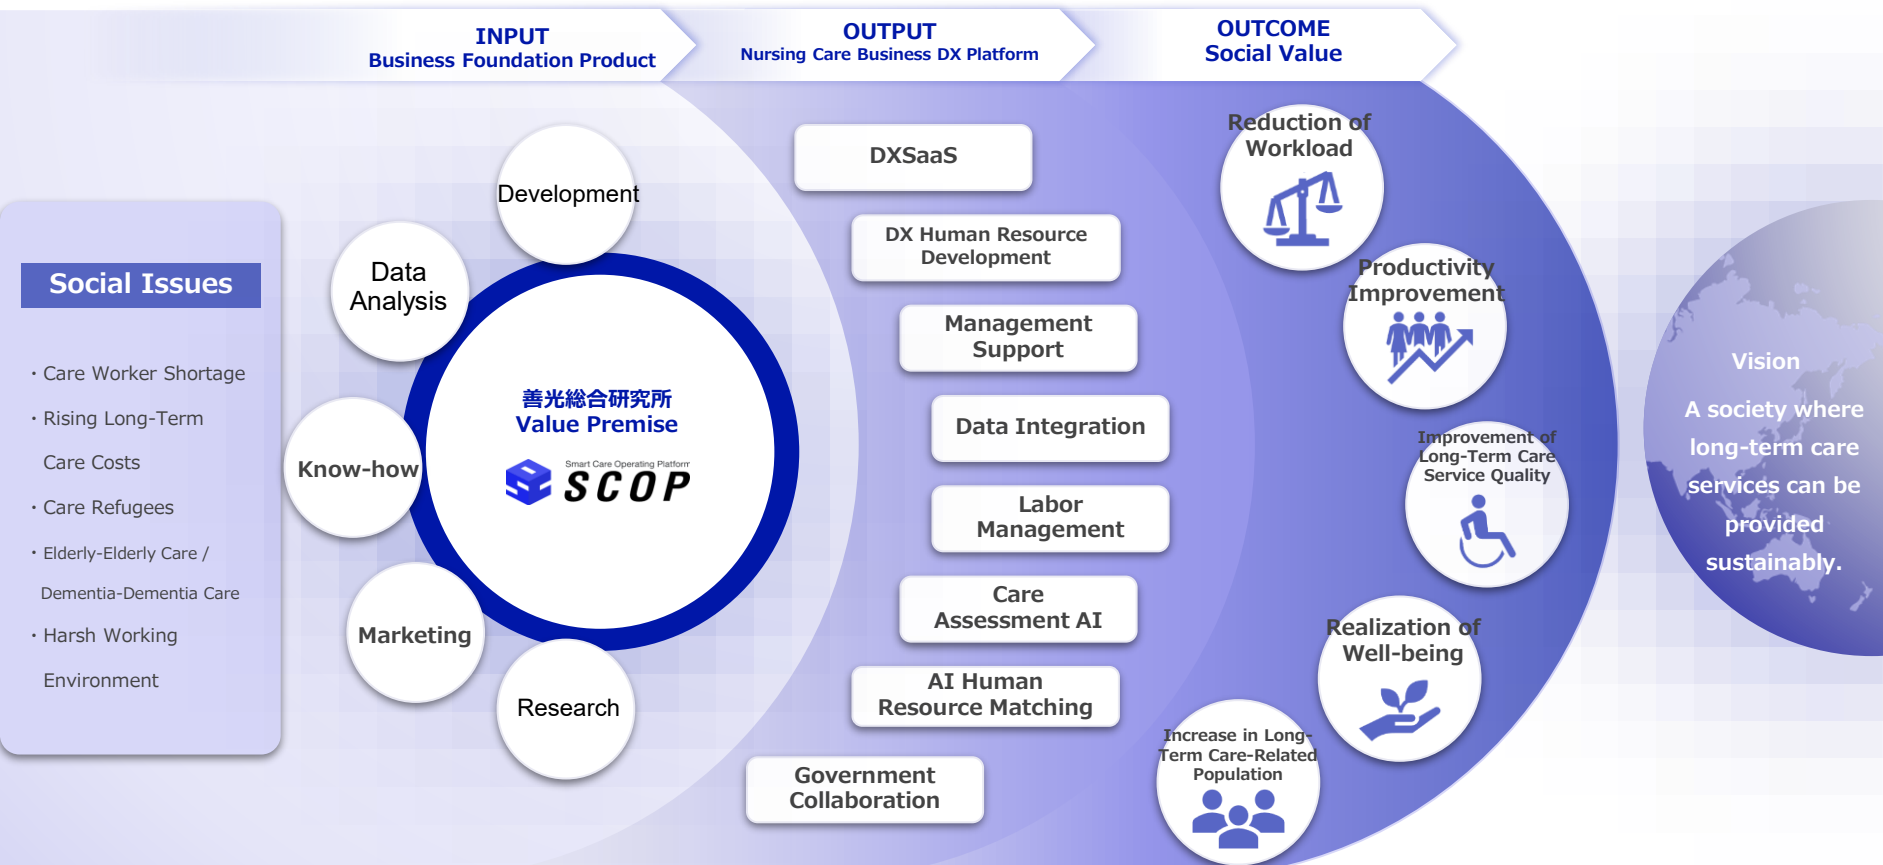 INPUT
Business Foundation Product
OUTPUT
Nursing Care Business DX Platform
OUTCOME
Social Value
Social Issues
・Care Worker Shortage
・Rising Long-Term
Care Costs
・Care Refugees
・Elderly-Elderly Care /
Dementia-Dementia Care
・Harsh Working
Environment
Development
Data
Analysis
Know-how
Marketing
Research
善光総合研究所
Value Premise
Smart Care Operating Platform
SCOP
DXSaaS
DX Human Resource
Development
Management
Support
Data Integration
Labor
Management
Care
Assessment AI
AI Human
Resource Matching
Government
Collaboration
Reduction of
Workload
Productivity
Improvement
Improvement of
Long-Term Care
Service Quality
Realization of
Well-being
Increase in Long-
Term Care-Related
Population
Vision
A society where
long-term care
services can be
provided
sustainably.